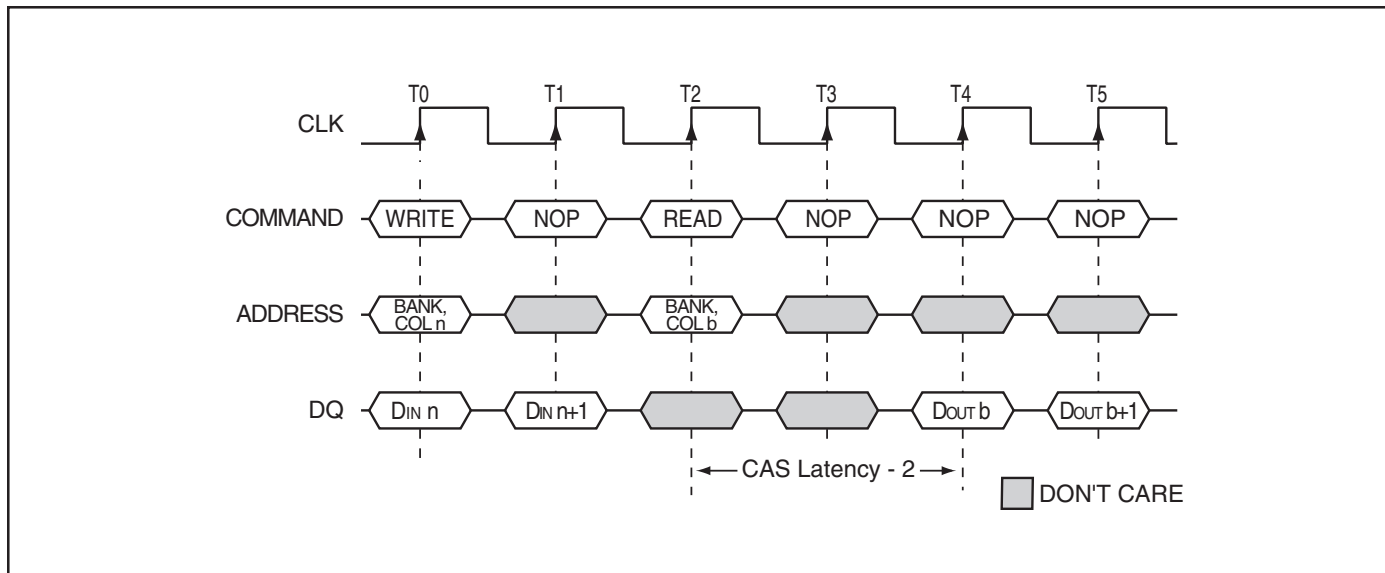 T0 T1 T2 T3 T4 T5
CLK
COMMAND WRITE NOP READ NOP NOP NOP
ADDRESS BANK, COL n BANK, COL b
DQ DIN n DIN n+1 DOUT b DOUT b+1
CAS Latency - 2
DON'T CARE